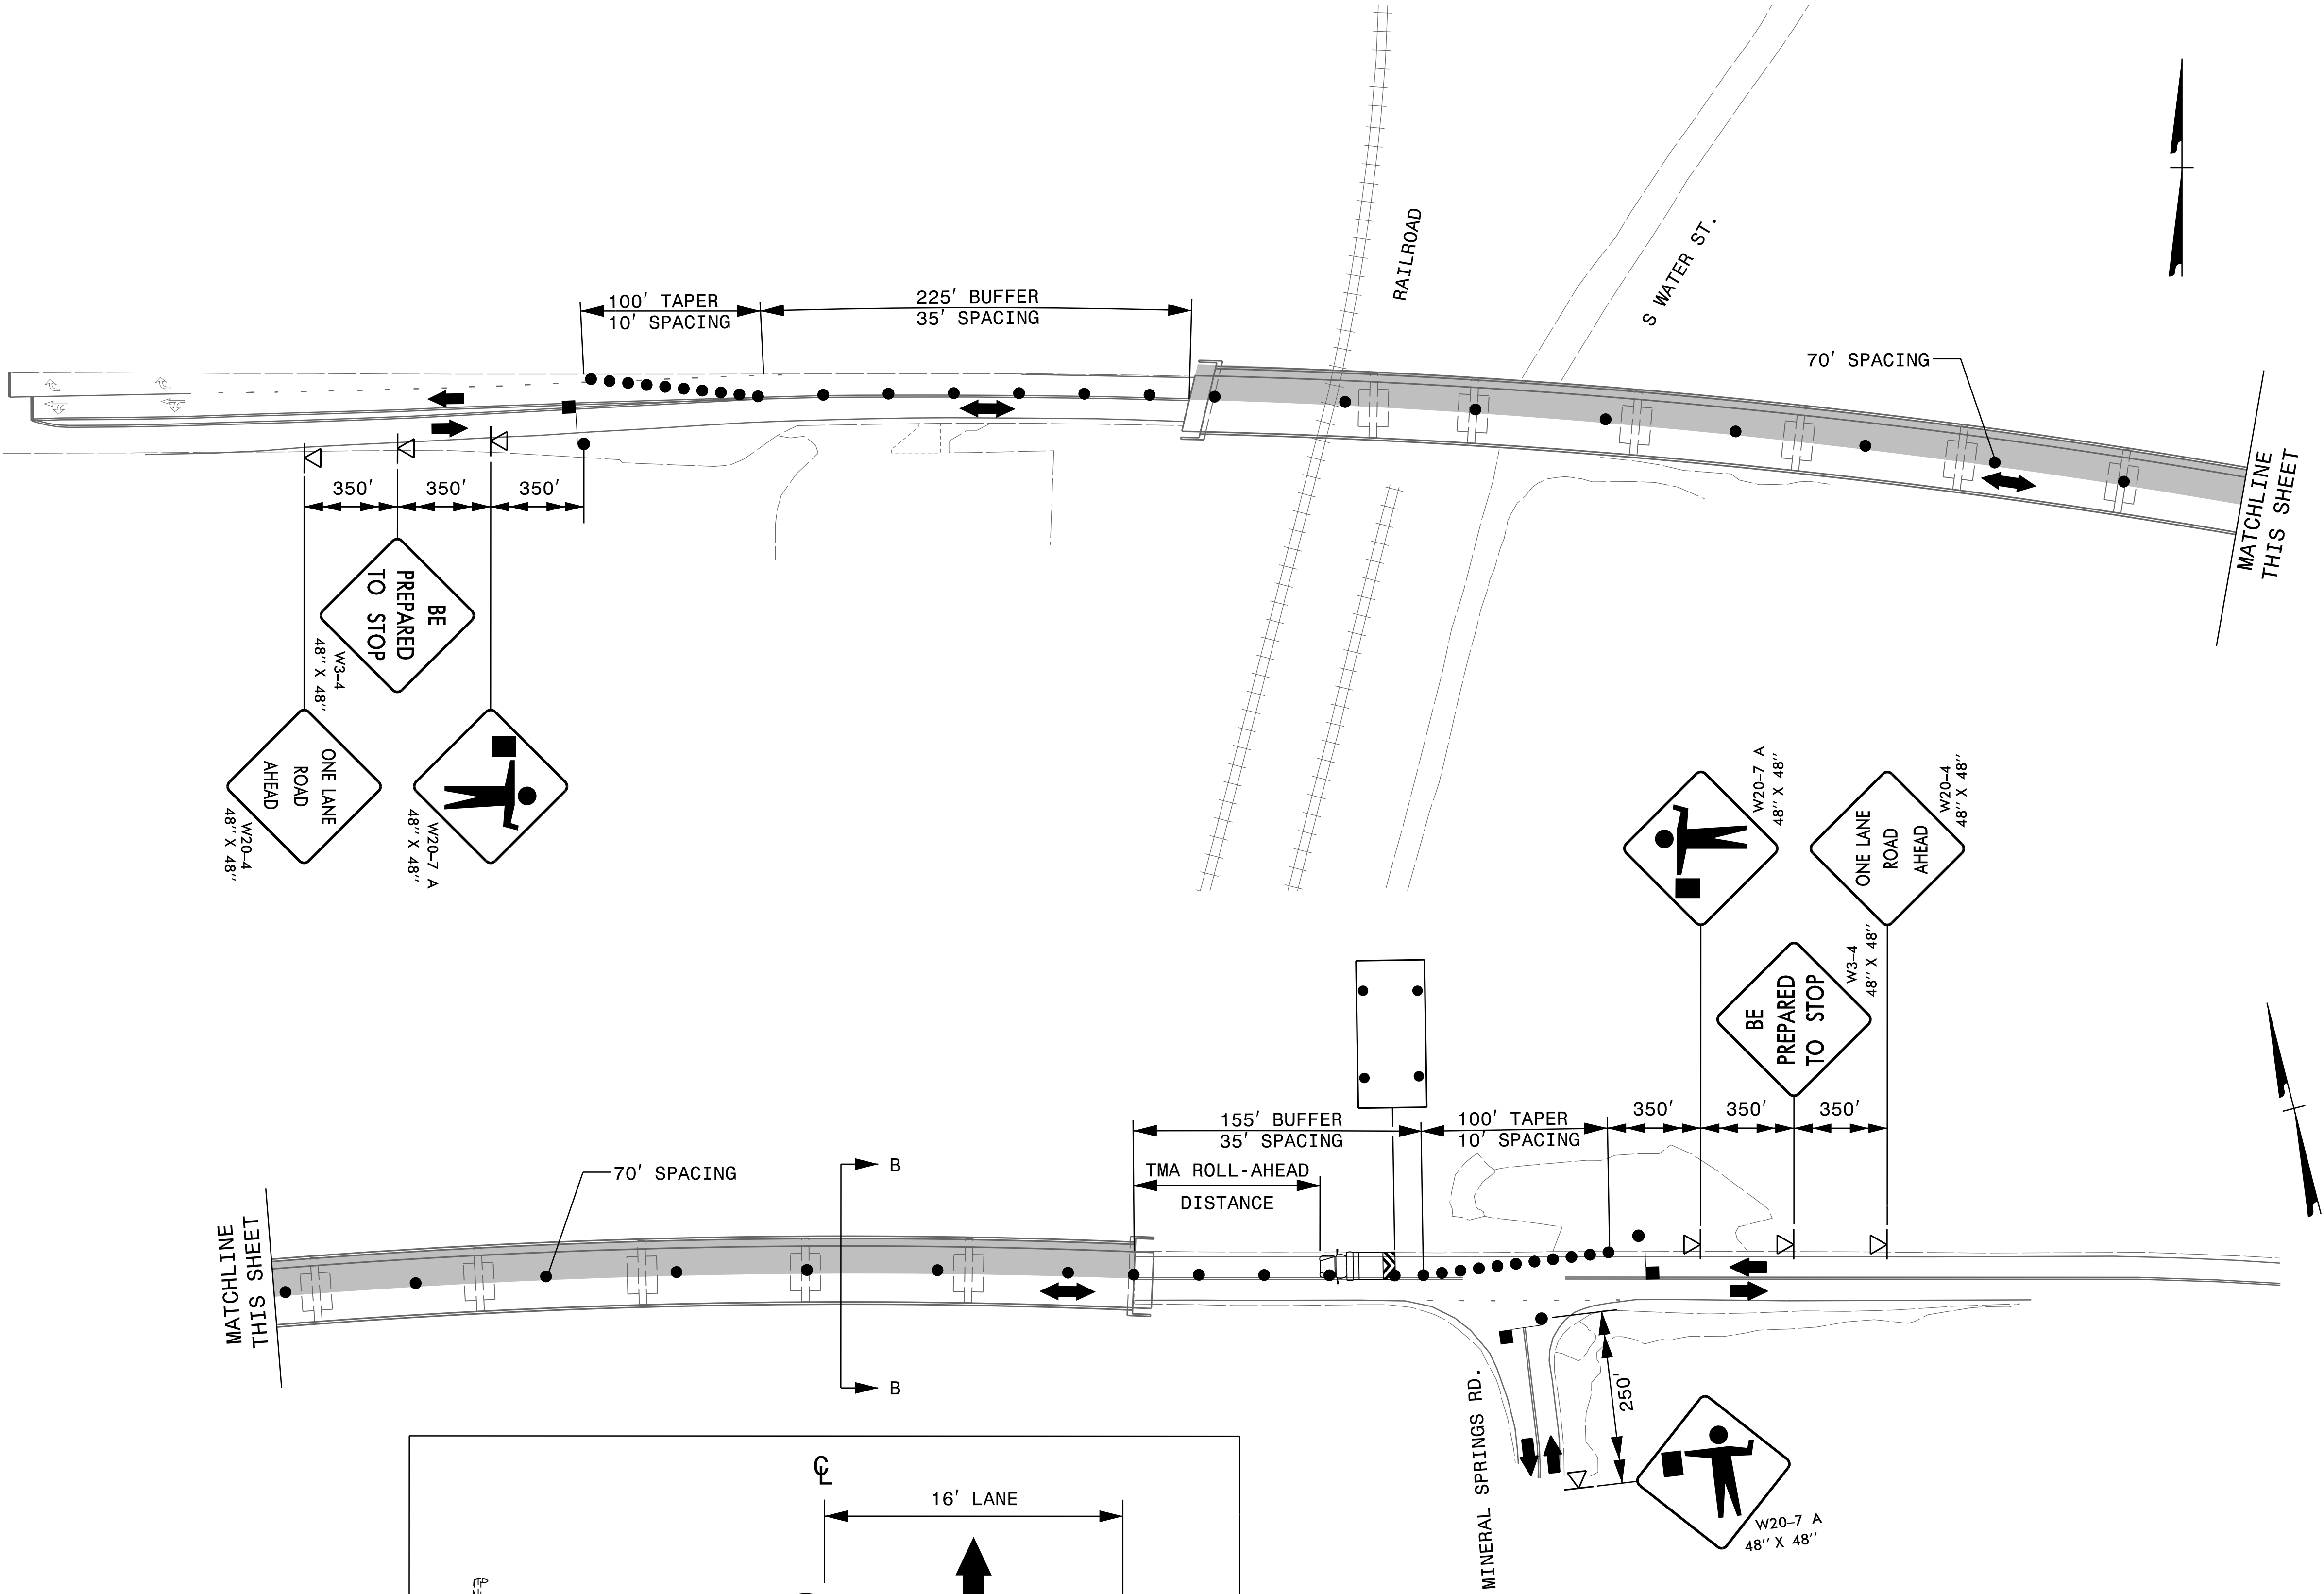 RAILROAD
S WATER ST.
100' TAPER
10' SPACING
225' BUFFER
35' SPACING
70' SPACING
MATCHLINE
THIS SHEET
350'
350'
350'
BE
PREPARED
TO STOP
W3-4
48" X 48"
ONE LANE
ROAD
AHEAD
W20-4
48" X 48"
W20-7 A
48" X 48"
W20-7 A
48" X 48"
ONE LANE
ROAD
AHEAD
W20-4
48" X 48"
BE
PREPARED
TO STOP
W3-4
48" X 48"
155' BUFFER
35' SPACING
100' TAPER
10' SPACING
350'
350'
350'
TMA ROLL-AHEAD
DISTANCE
70' SPACING
B
B
MATCHLINE
THIS SHEET
MINERAL SPRINGS RD.
250'
W20-7 A
48" X 48"
CL
16' LANE